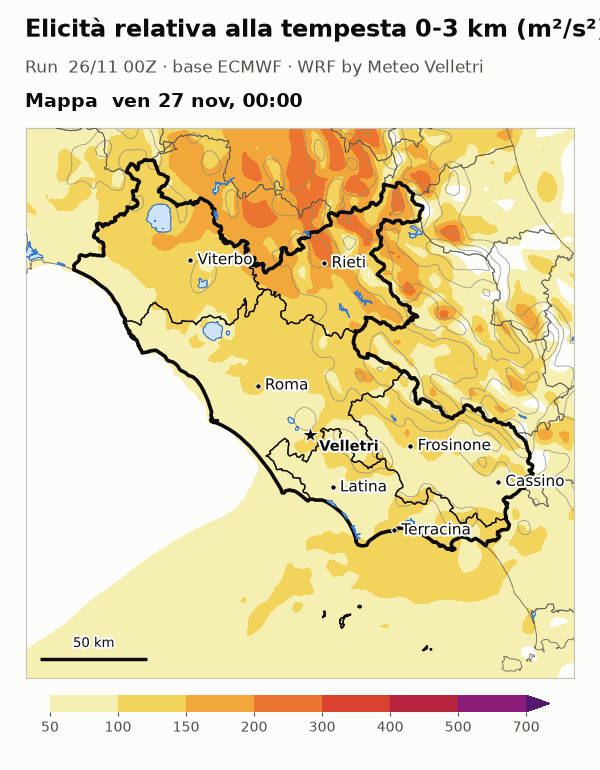 Elicità relativa alla tempesta 0-3 km (m²/s²)
Run 26/11 00Z · base ECMWF · WRF by Meteo Velletri
Mappa ven 27 nov, 00:00
Viterbo
Rieti
Roma
Velletri
Frosinone
Cassino
Latina
Terracina
50 km
50 100 150 200 300 400 500 700